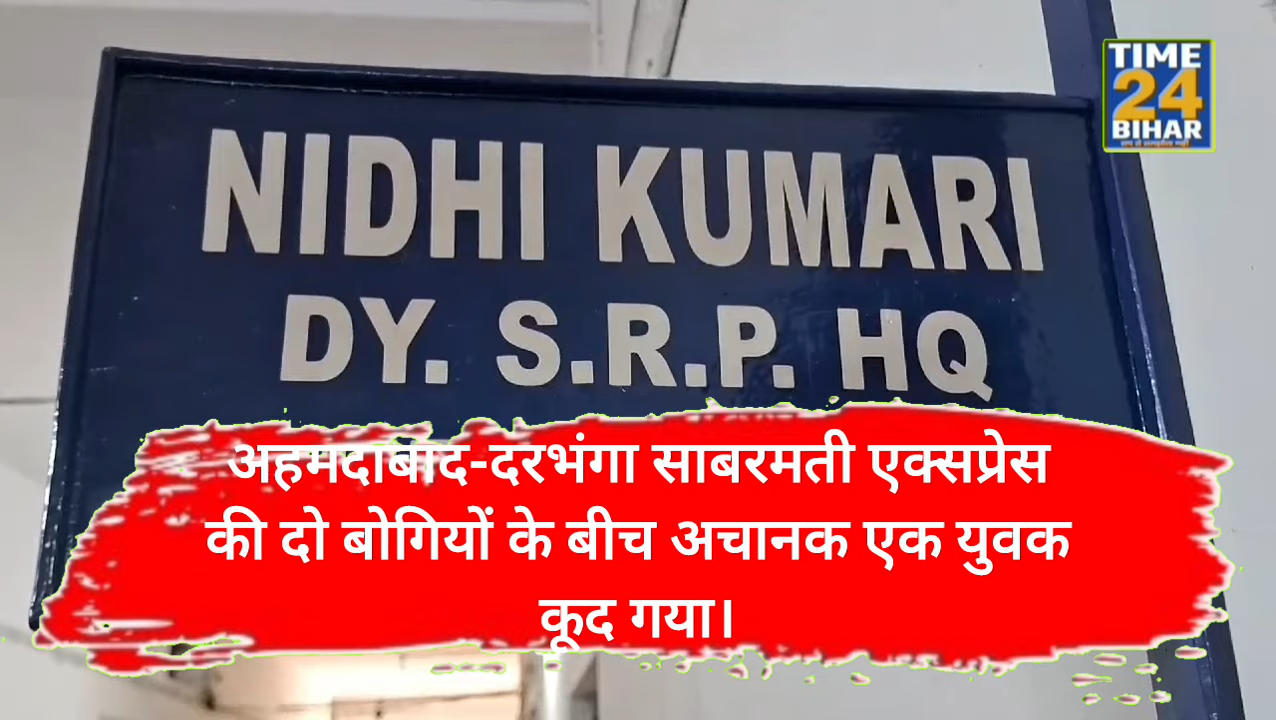 TIME
24
BIHAR
NIDHI KUMARI
DY. S.R.P. HQ
अहमदाबाद-दरभंगा साबरमती एक्सप्रेस
की दो बोगियों के बीच अचानक एक युवक
कूद गया।